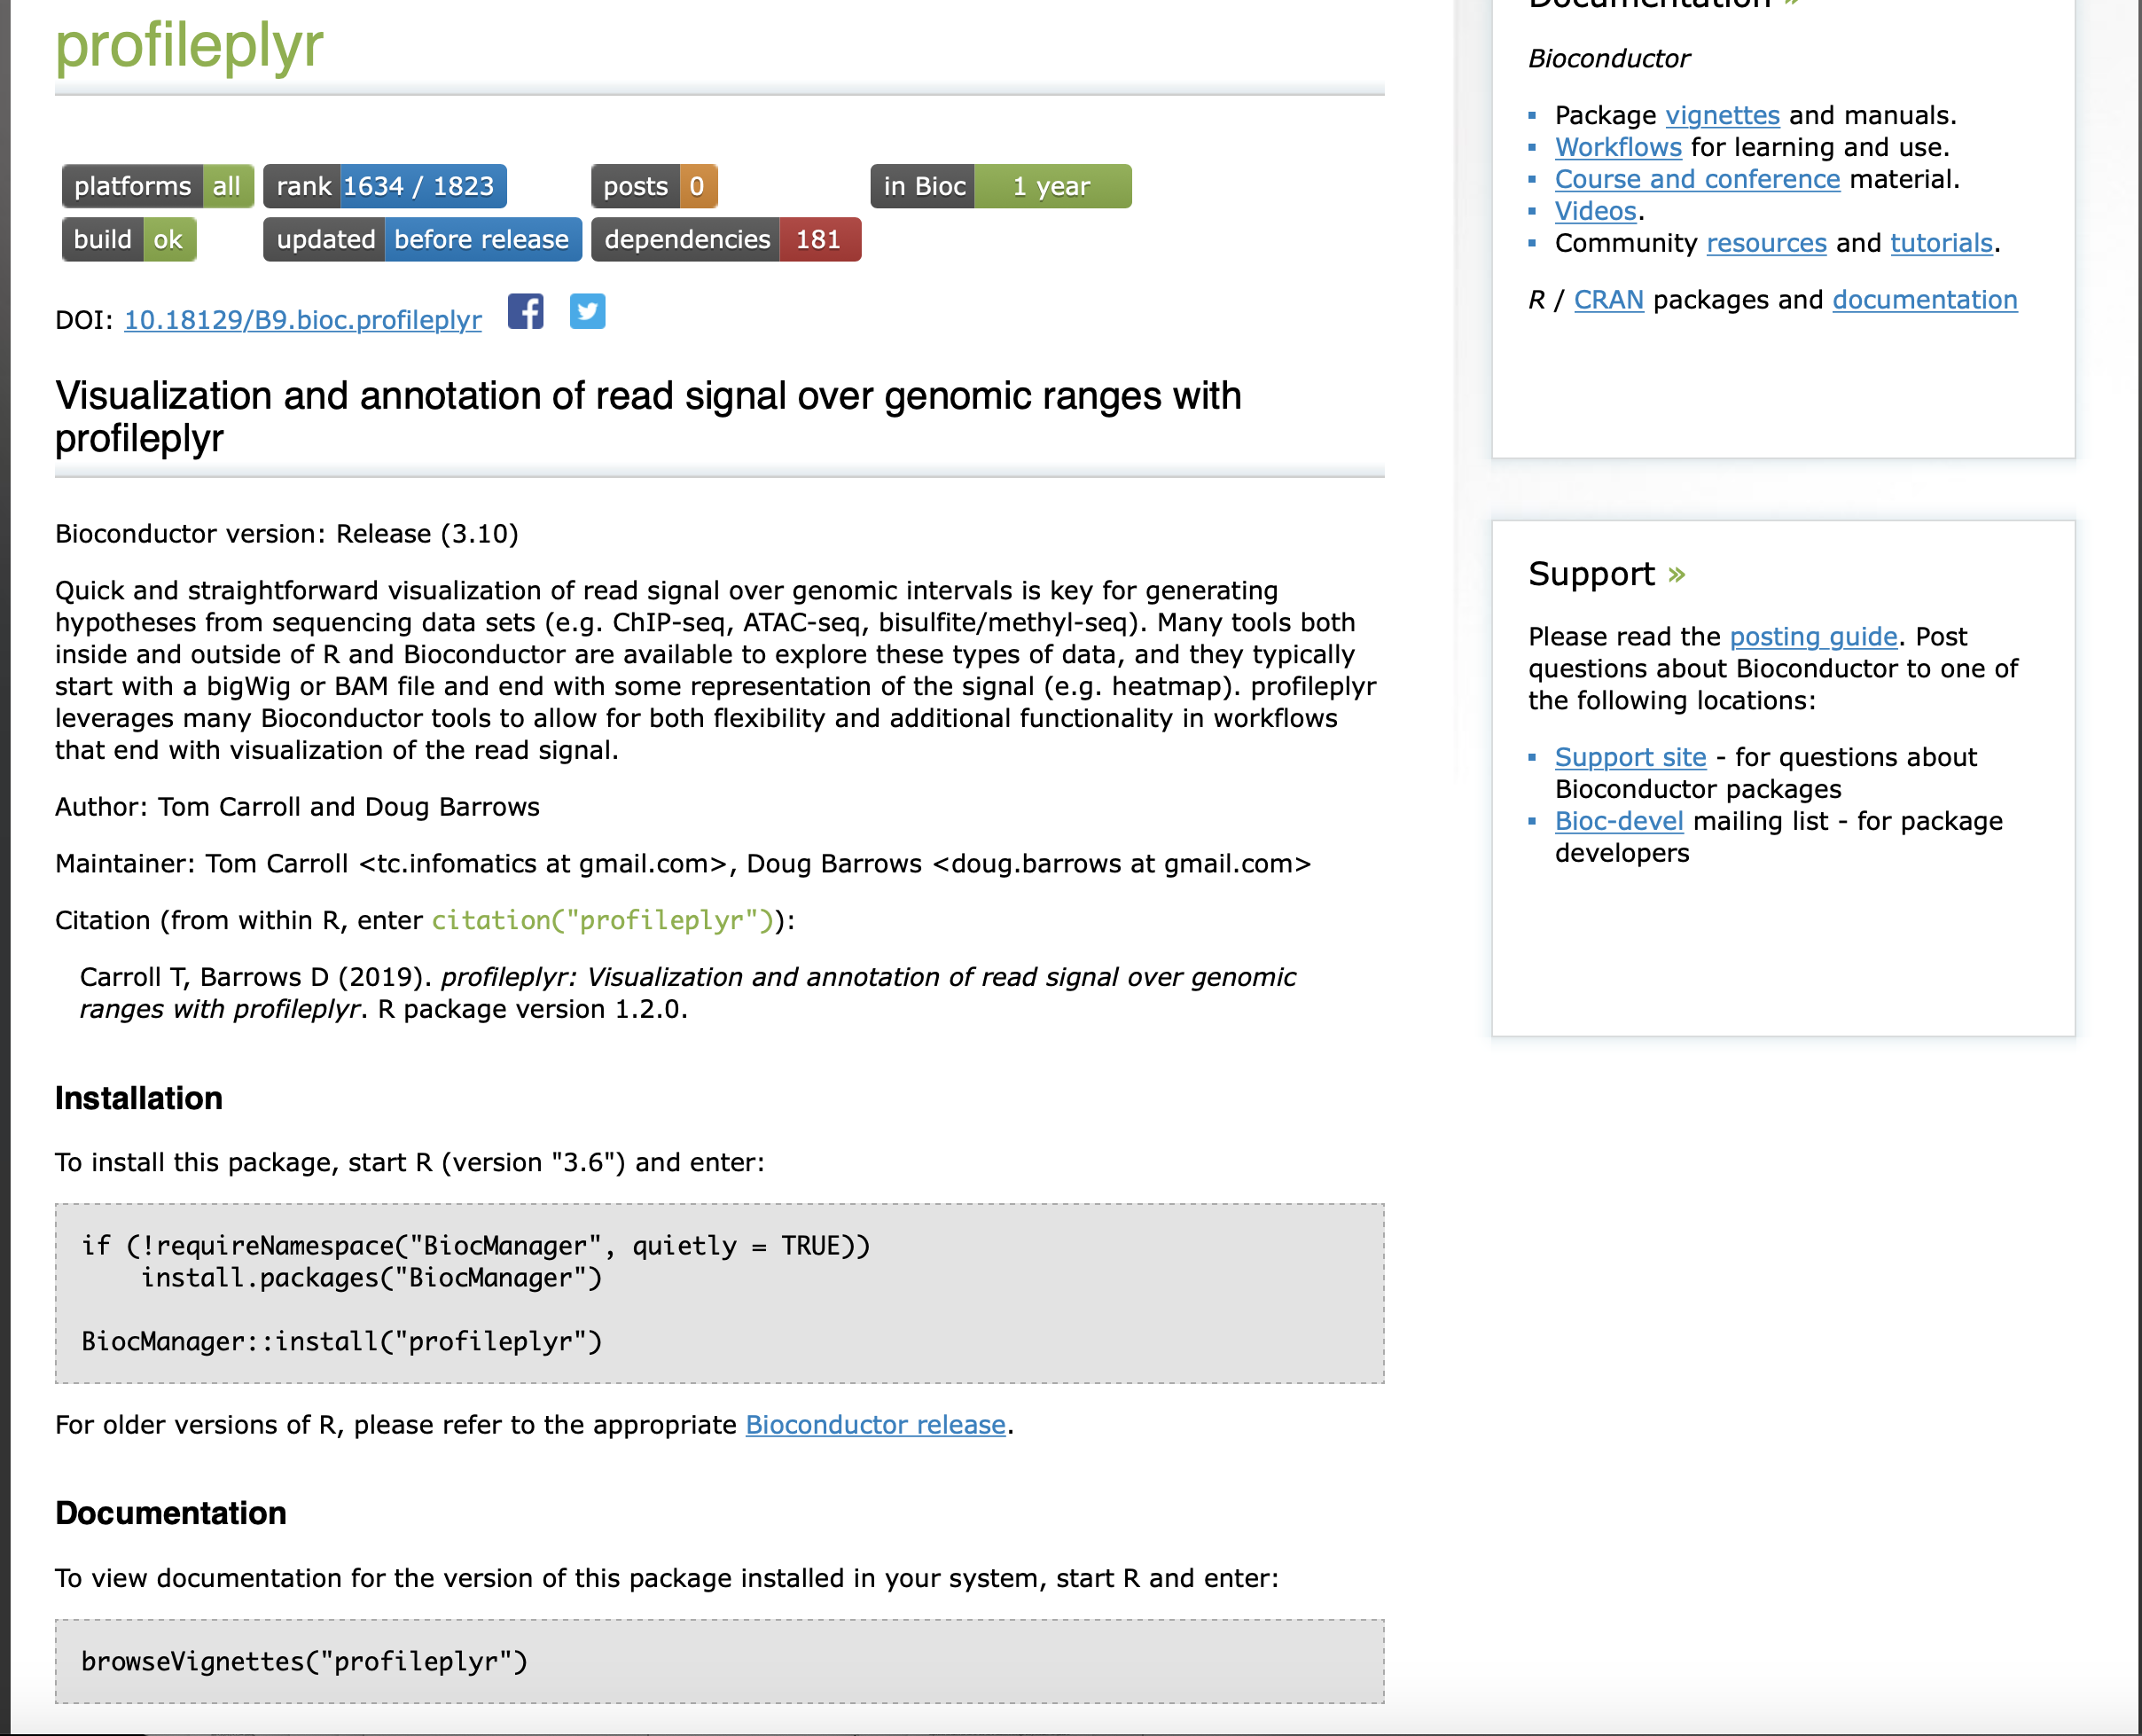 profileplyr
platforms all rank 1634 / 1823 posts 0 in Bioc 1 year
build ok updated before release dependencies 181
DOI: 10.18129/B9.bioc.profileplyr
Visualization and annotation of read signal over genomic ranges with
profileplyr
Bioconductor version: Release (3.10)
Quick and straightforward visualization of read signal over genomic intervals is key for generating
hypotheses from sequencing data sets (e.g. ChIP-seq, ATAC-seq, bisulfite/methyl-seq). Many tools both
inside and outside of R and Bioconductor are available to explore these types of data, and they typically
start with a bigWig or BAM file and end with some representation of the signal (e.g. heatmap). profileplyr
leverages many Bioconductor tools to allow for both flexibility and additional functionality in workflows
that end with visualization of the read signal.
Author: Tom Carroll and Doug Barrows
Maintainer: Tom Carroll <tc.infomatics at gmail.com>, Doug Barrows <doug.barrows at gmail.com>
Citation (from within R, enter citation("profileplyr")):
Carroll T, Barrows D (2019). profileplyr: Visualization and annotation of read signal over genomic
ranges with profileplyr. R package version 1.2.0.
Installation
To install this package, start R (version "3.6") and enter:
if (!requireNamespace("BiocManager", quietly = TRUE))
    install.packages("BiocManager")
BiocManager::install("profileplyr")
For older versions of R, please refer to the appropriate Bioconductor release.
Documentation
To view documentation for the version of this package installed in your system, start R and enter:
browseVignettes("profileplyr")
Documentation »
Bioconductor
▪ Package vignettes and manuals.
▪ Workflows for learning and use.
▪ Course and conference material.
▪ Videos.
▪ Community resources and tutorials.
R / CRAN packages and documentation
Support »
Please read the posting guide. Post
questions about Bioconductor to one of
the following locations:
▪ Support site - for questions about
Bioconductor packages
▪ Bioc-devel mailing list - for package
developers